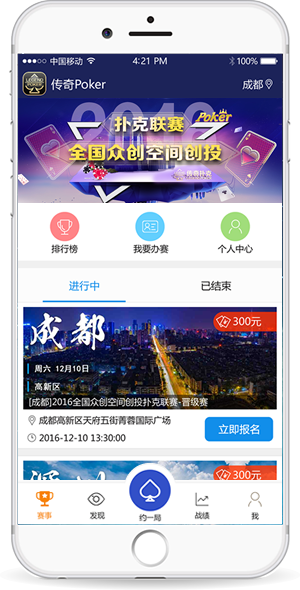 中国移动
4:21 PM
100%
传奇Poker
成都
扑克联赛
Poker
全国众创空间创投
菁蓉扑克
排行榜
我要办赛
个人中心
进行中
已结束
成都
300元
周六 12月10日
高新区
[成都]2016全国众创空间创投扑克联赛-晋级赛
成都高新区天府五街菁蓉国际广场
2016-12-10 13:30:00
立即报名
300元
赛事
发现
约一局
战绩
我